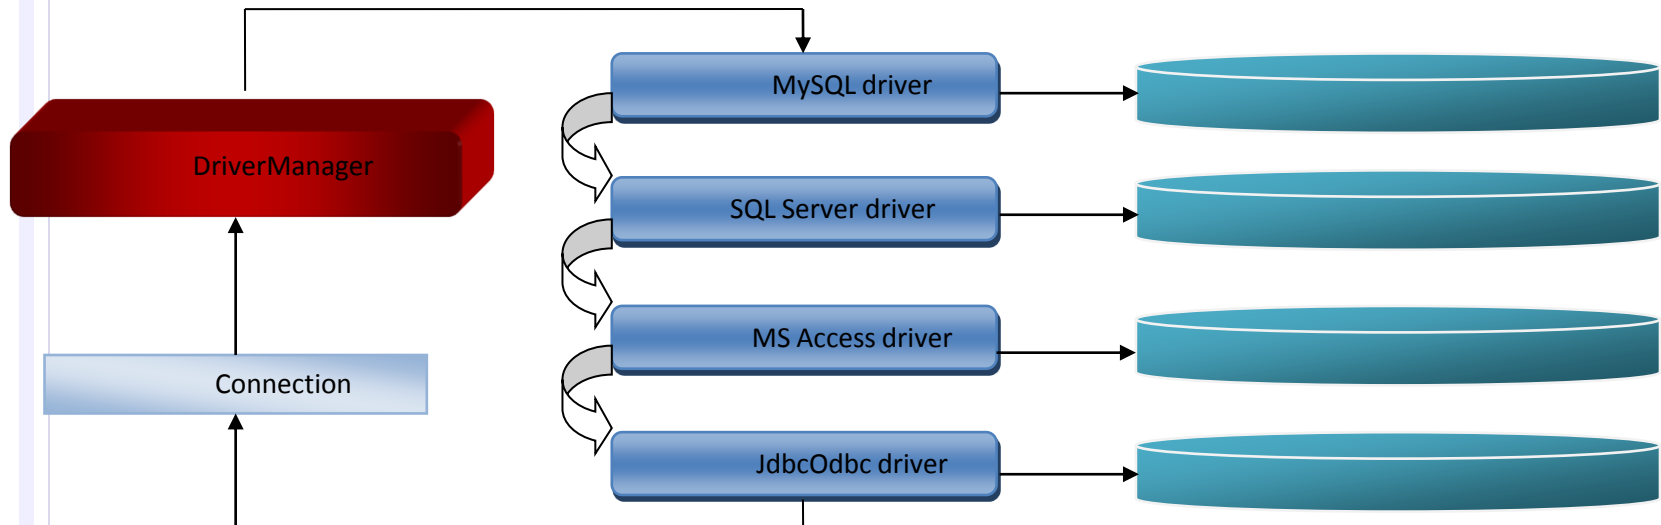 MySQL driver
DriverManager
SQL Server driver
MS Access driver
Connection
JdbcOdbc driver